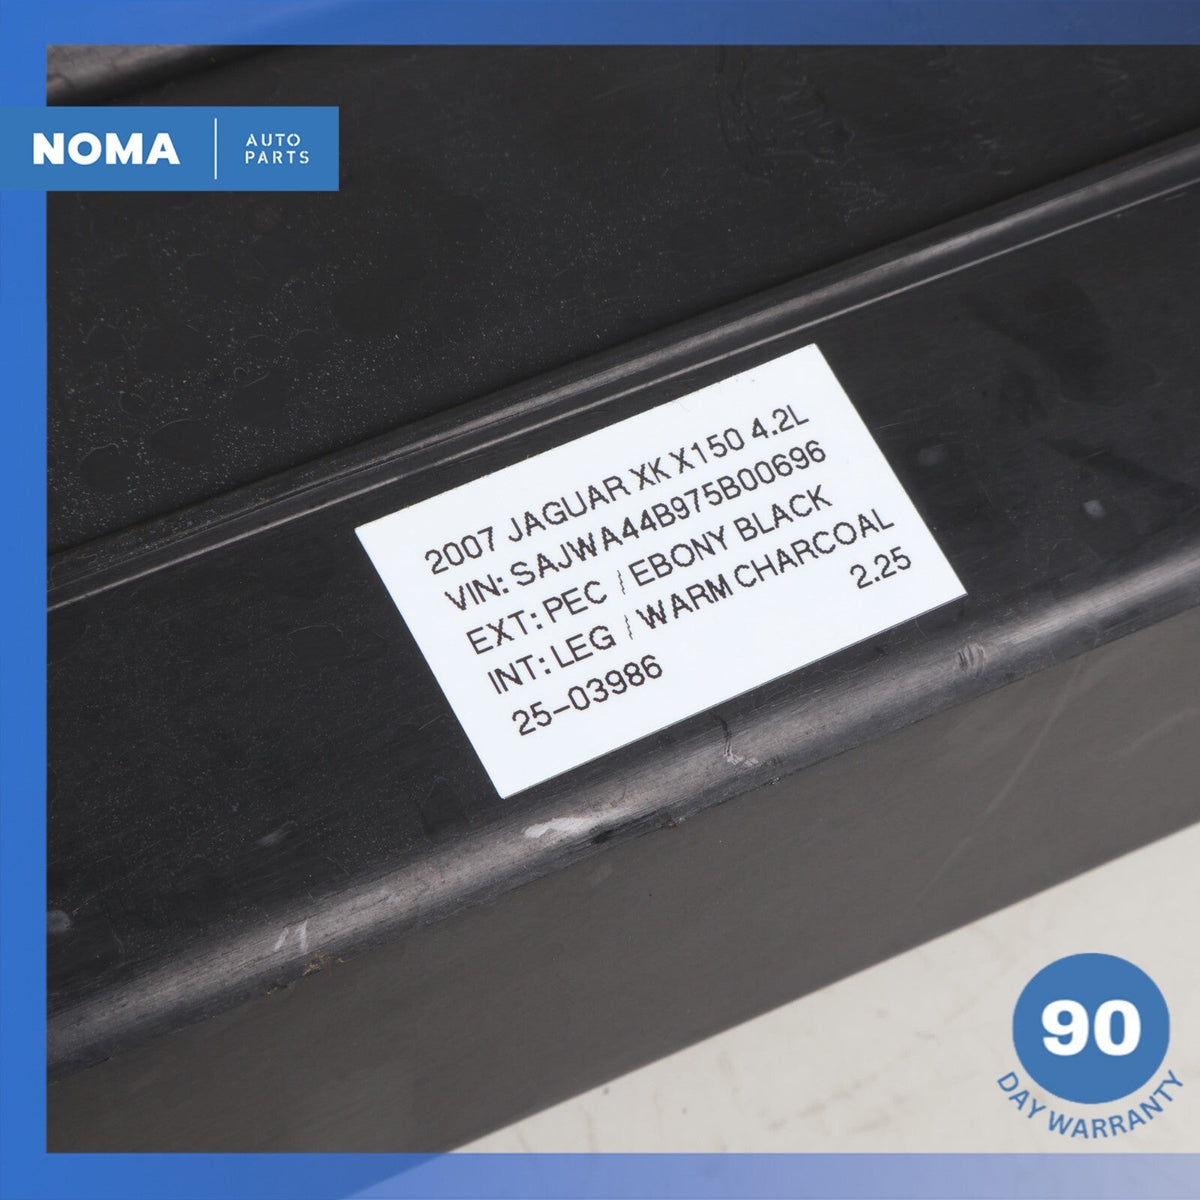 NOMA
AUTO
PARTS
2007 JAGUAR XK X150 4.2L
VIN: SAJWA44B975B00696
EXT: PEC / EBONY BLACK
INT: LEG / WARM CHARCOAL
25-03986 2.25
90
DAY WARRANTY